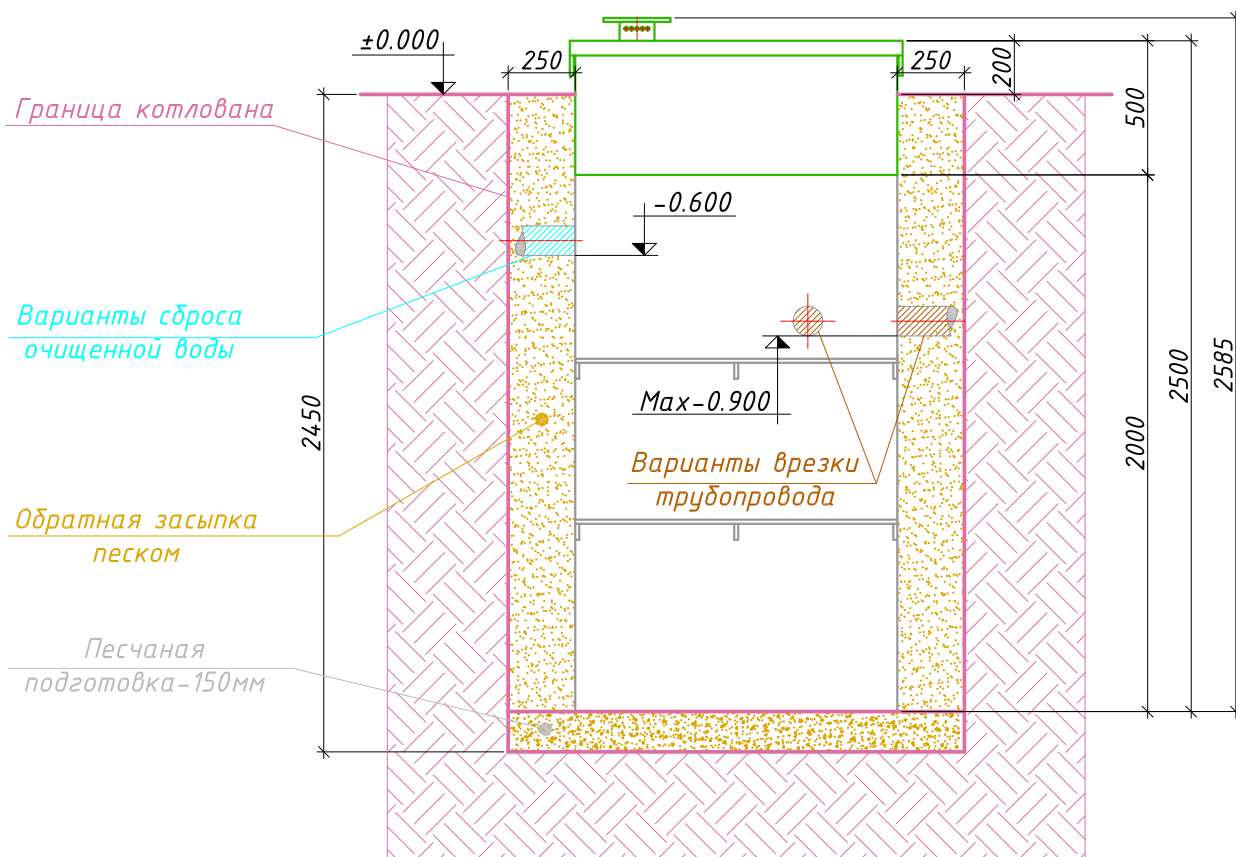 ±0.000
250
250
200
500
Граница котлована
-0.600
Варианты сброса
очищенной воды
2450
Max-0.900
2000
2500
2585
Варианты врезки
трубопровода
Обратная засыпка
песком
Песчаная
подготовка-150мм